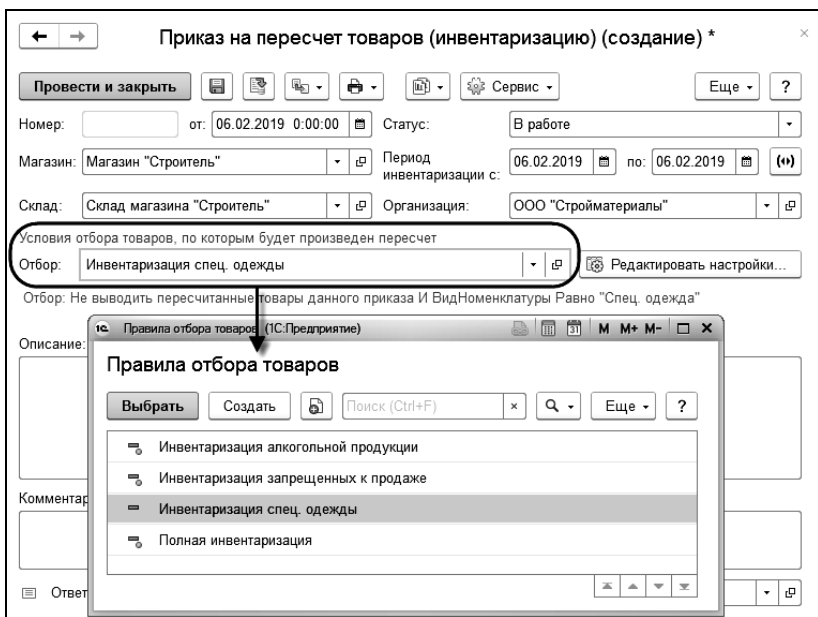 Приказ на пересчет товаров (инвентаризацию) (создание) *
Провести и закрыть Сервис Еще ?
Номер: от: 06.02.2019 0:00:00 Статус: В работе
Магазин: Магазин "Строитель" Период инвентаризации с: 06.02.2019 по: 06.02.2019
Склад: Склад магазина "Строитель" Организация: ООО "Стройматериалы"
Условия отбора товаров, по которым будет произведен пересчет
Отбор: Инвентаризация спец. одежды Редактировать настройки...
Отбор: Не выводить пересчитанные товары данного приказа И ВидНоменклатуры Равно "Спец. одежда"
Описание:
Правила отбора товаров (1С:Предприятие) 31 M M+ M-
Правила отбора товаров
Выбрать Создать Поиск (Ctrl+F) × Еще ?
Инвентаризация алкогольной продукции
Инвентаризация запрещенных к продаже
Инвентаризация спец. одежды
Полная инвентаризация
Комментар
Ответ